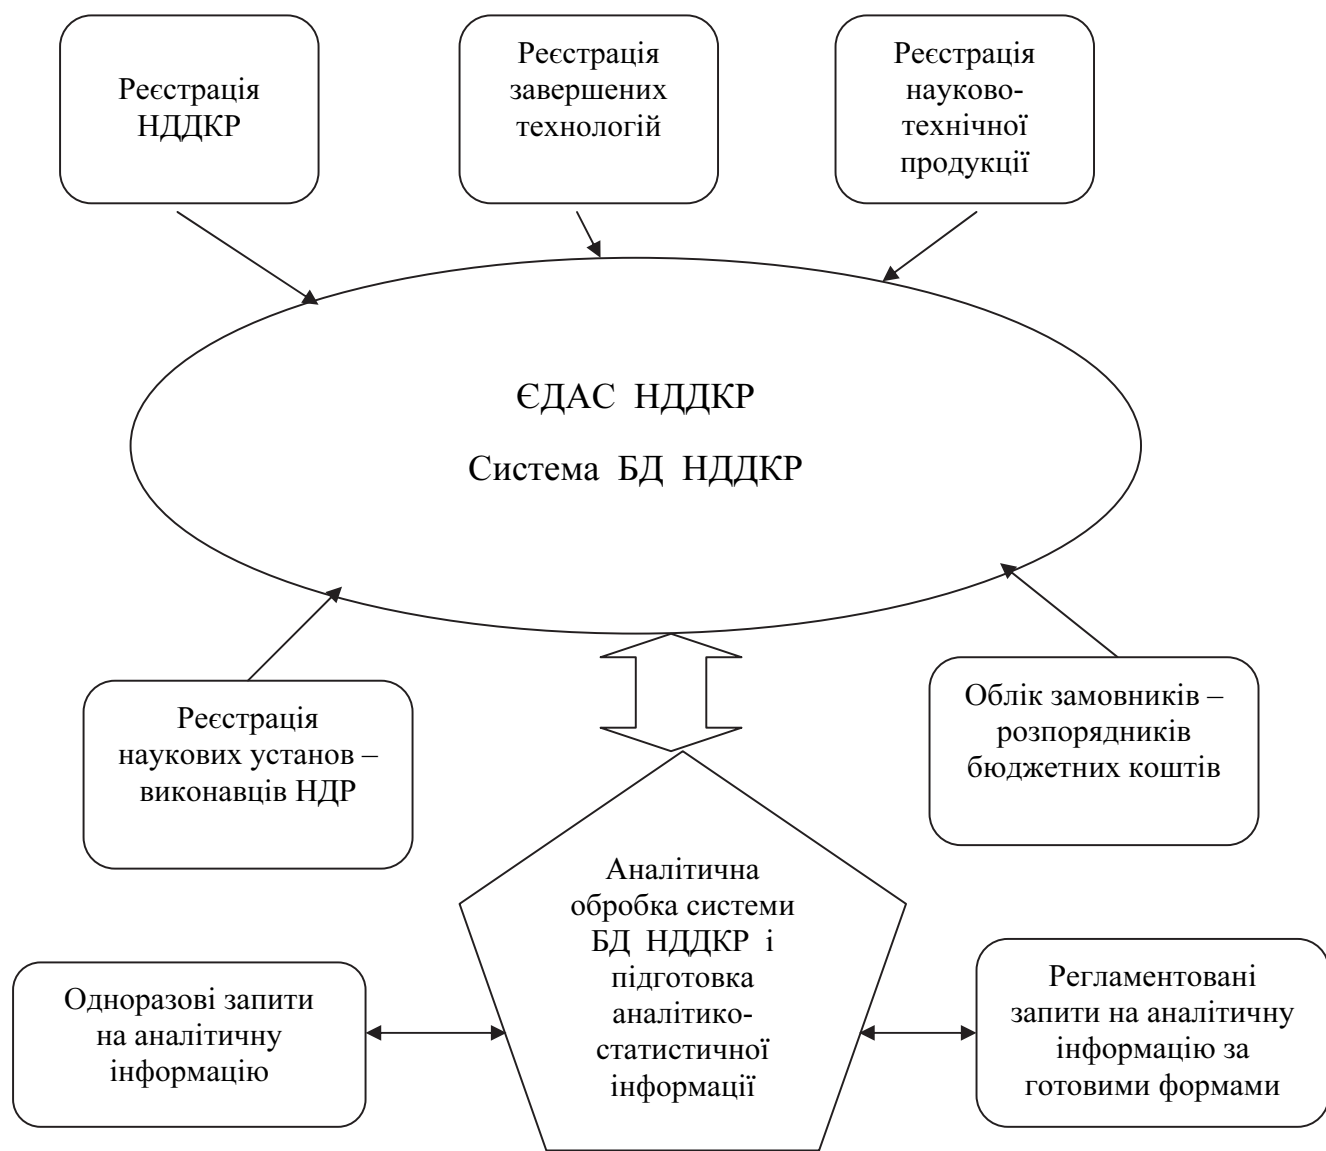 Реєстрація
НДДКР
Реєстрація
завершених
технологій
Реєстрація
науково-
технічної
продукції
ЄДАС НДДКР
Система БД НДДКР
Реєстрація
наукових установ –
виконавців НДР
Облік замовників –
розпорядників
бюджетних коштів
Аналітична
обробка системи
БД НДДКР і
підготовка
аналітико-
статистичної
інформації
Одноразові запити
на аналітичну
інформацію
Регламентовані
запити на аналітичну
інформацію за
готовими формами